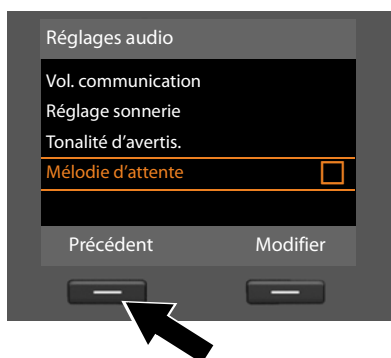 Réglages audio
Vol. communication
Réglage sonnerie
Tonalité d'avertis.
Mélodie d'attente
Précédent Modifier